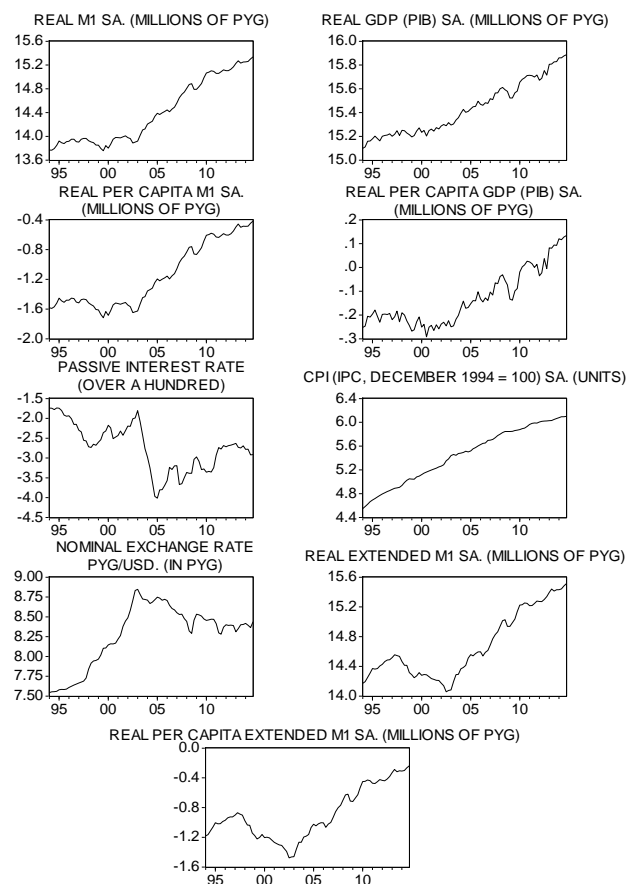 REAL M1 SA. (MILLIONS OF PYG)
15.6
15.2
14.8
14.4
14.0
13.6
95 00 05 10
REAL GDP (PIB) SA. (MILLIONS OF PYG)
16.0
15.8
15.6
15.4
15.2
15.0
95 00 05 10
REAL PER CAPITA M1 SA.
(MILLIONS OF PYG)
-0.4
-0.8
-1.2
-1.6
-2.0
95 00 05 10
REAL PER CAPITA GDP (PIB) SA.
(MILLIONS OF PYG)
.2
.1
.0
-.1
-.2
-.3
95 00 05 10
PASSIVE INTEREST RATE
(OVER A HUNDRED)
-1.5
-2.0
-2.5
-3.0
-3.5
-4.0
-4.5
95 00 05 10
CPI (IPC, DECEMBER 1994 = 100) SA. (UNITS)
6.4
6.0
5.6
5.2
4.8
4.4
95 00 05 10
NOMINAL EXCHANGE RATE
PYG/USD. (IN PYG)
9.00
8.75
8.50
8.25
8.00
7.75
7.50
95 00 05 10
REAL EXTENDED M1 SA. (MILLIONS OF PYG)
15.6
15.2
14.8
14.4
14.0
95 00 05 10
REAL PER CAPITA EXTENDED M1 SA. (MILLIONS OF PYG)
0.0
-0.4
-0.8
-1.2
-1.6
95 00 05 10